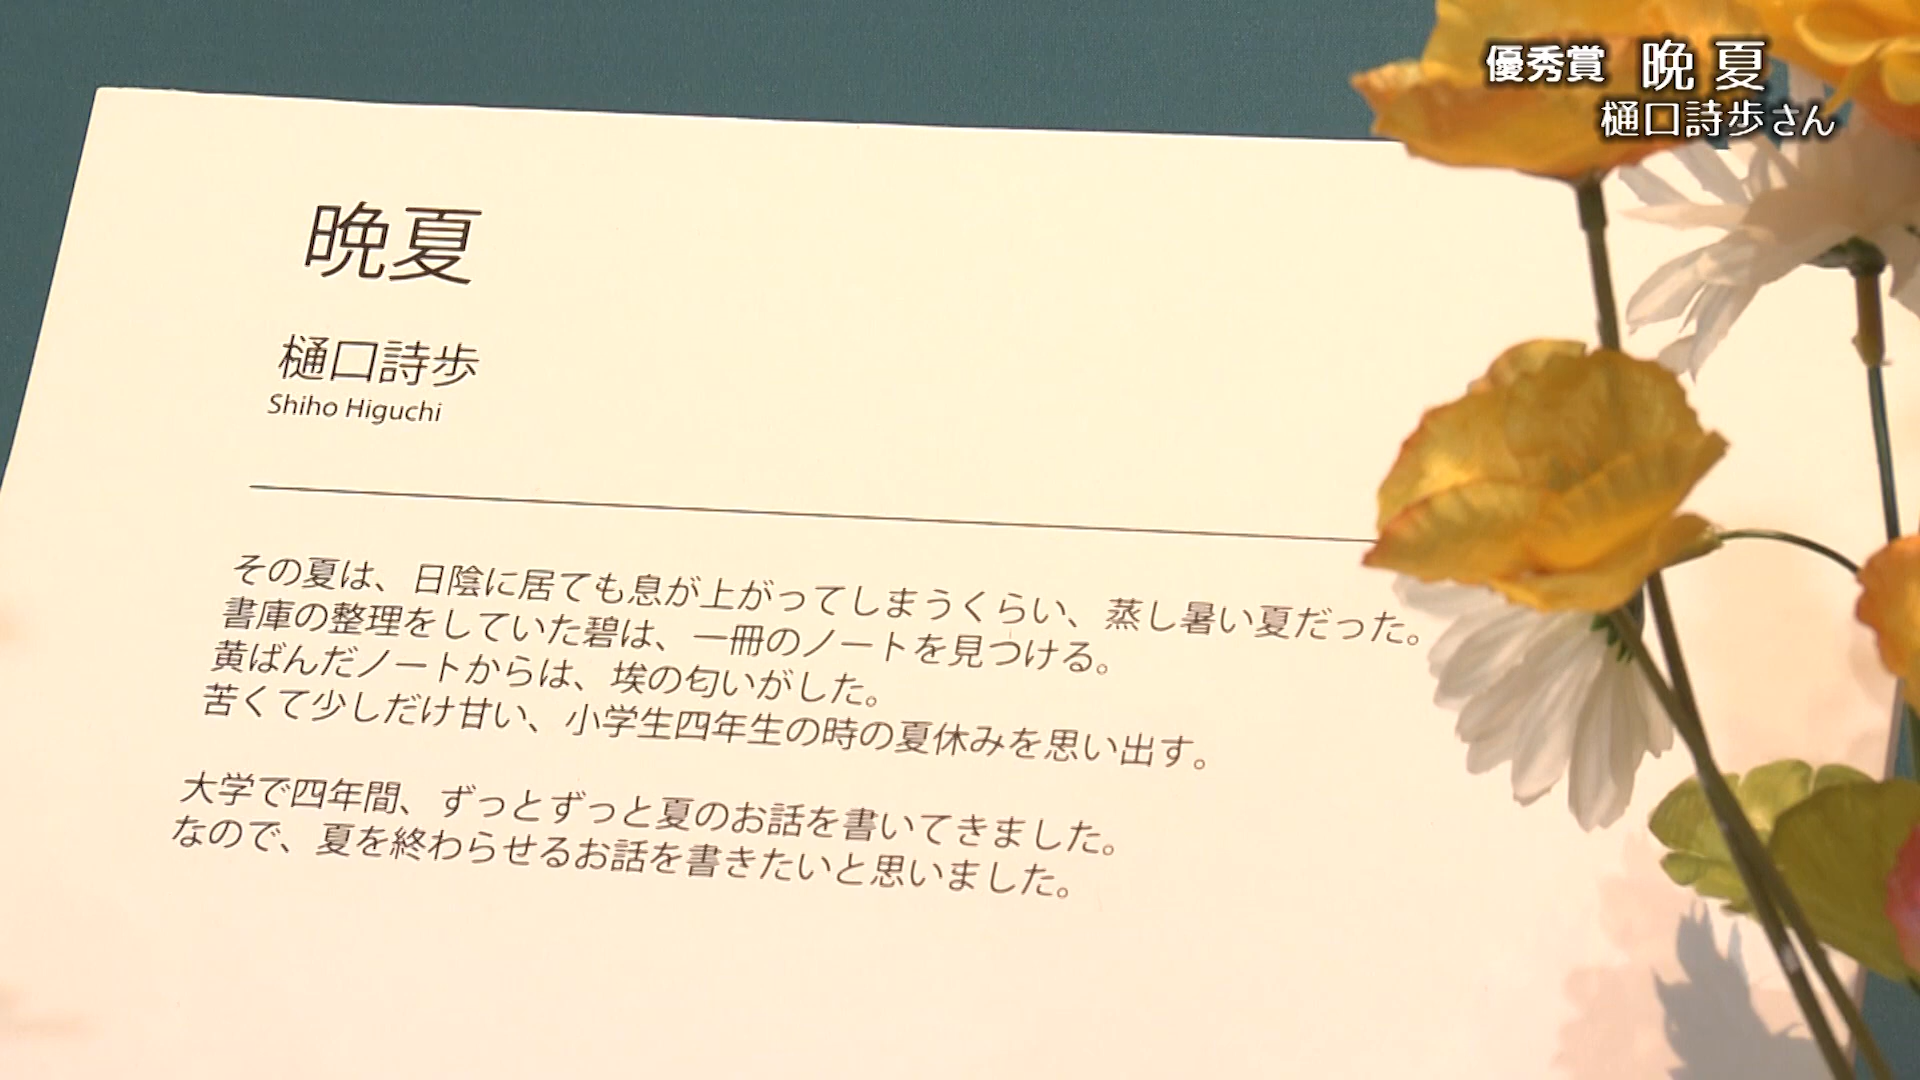 優秀賞 晩夏
樋口詩歩さん
晩夏
樋口詩歩
Shiho Higuchi
その夏は、日陰に居ても息が上がってしまうくらい、蒸し暑い夏だった。
書庫の整理をしていた碧は、一冊のノートを見つける。
黄ばんだノートからは、埃の匂いがした。
苦くて少しだけ甘い、小学生四年生の時の夏休みを思い出す。
大学で四年間、ずっとずっと夏のお話を書いてきました。
なので、夏を終わらせるお話を書きたいと思いました。